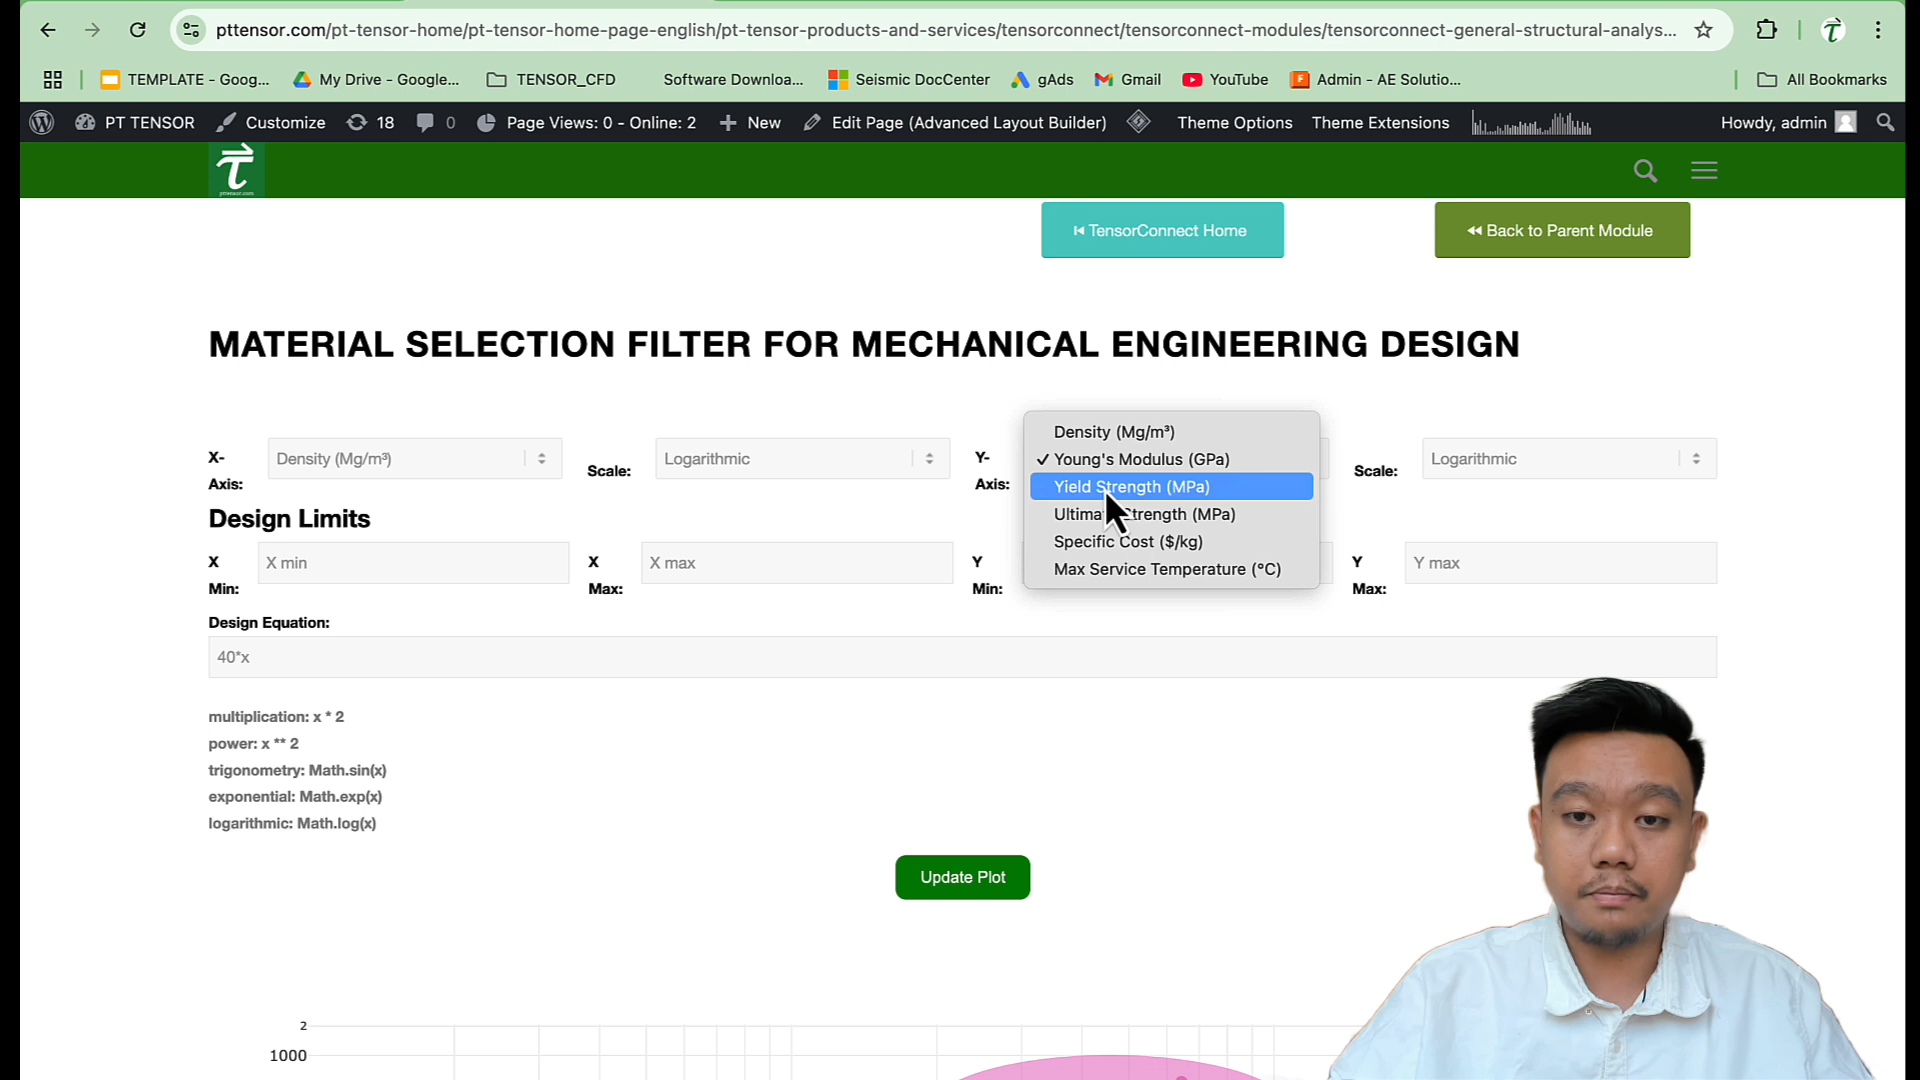 pttensor.com/pt-tensor-home/pt-tensor-home-page-english/pt-tensor-products-and-services/tensorconnect/tensorconnect-modules/tensorconnect-general-structural-analys...
TEMPLATE - Goog...
My Drive - Google...
TENSOR_CFD
Software Downloa...
Seismic DocCenter
gAds
Gmail
YouTube
Admin - AE Solutio...
All Bookmarks
PT TENSOR
Customize
18
0
Page Views: 0 - Online: 2
New
Edit Page (Advanced Layout Builder)
Theme Options
Theme Extensions
Howdy, admin
pttensor.com
TensorConnect Home
Back to Parent Module
MATERIAL SELECTION FILTER FOR MECHANICAL ENGINEERING DESIGN
X-
Axis:
Density (Mg/m³)
Scale:
Logarithmic
Y-
Axis:
Density (Mg/m³)
✓ Young's Modulus (GPa)
Yield Strength (MPa)
Ultimate Strength (MPa)
Specific Cost ($/kg)
Max Service Temperature (°C)
Scale:
Logarithmic
Design Limits
X
Min:
X min
X
Max:
X max
Y
Min:
Y
Max:
Y max
Design Equation:
40*x
multiplication: x * 2
power: x ** 2
trigonometry: Math.sin(x)
exponential: Math.exp(x)
logarithmic: Math.log(x)
Update Plot
2
1000